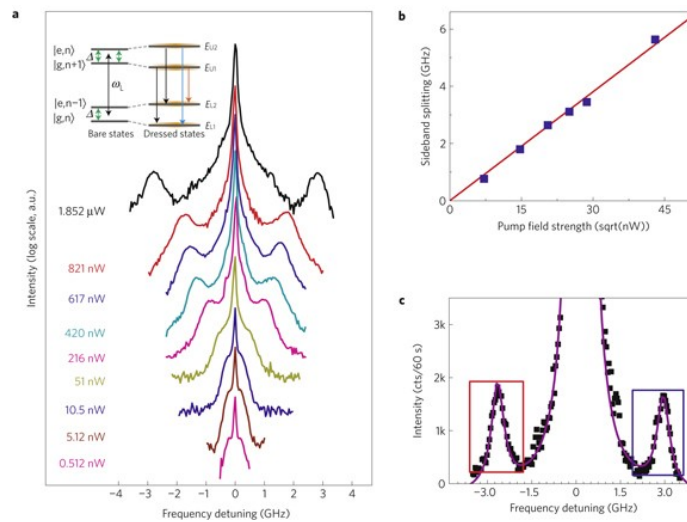 a
|e,n⟩
|g,n+1⟩
Δ
ω_L
|e,n−1⟩
|g,n⟩
Δ
Bare states
Dressed states
E_U2
E_U1
E_L2
E_L1
1.852 μW
821 nW
617 nW
420 nW
216 nW
51 nW
10.5 nW
5.12 nW
0.512 nW
Intensity (log scale, a.u.)
−4 −3 −2 −1 0 1 2 3 4
Frequency detuning (GHz)
b
Sideband splitting (GHz)
6
4
2
0
0 15 30 45
Pump field strength (sqrt(nW))
c
Intensity (cts/60 s)
3k
2k
1k
0
−3.0 −1.5 0 1.5 3.0
Frequency detuning (GHz)